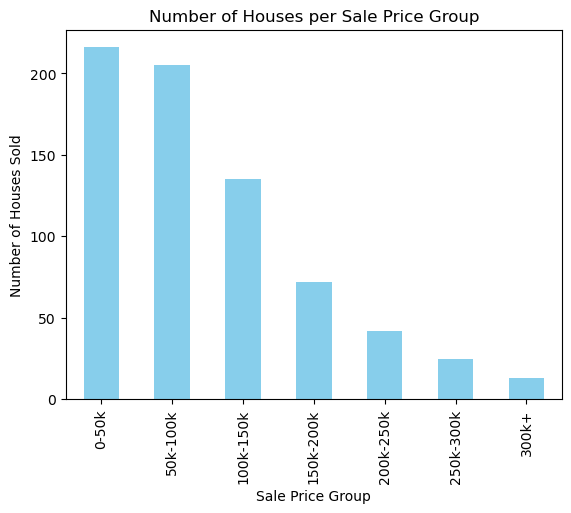 Number of Houses per Sale Price Group
Number of Houses Sold
200
150
100
50
0
0-50k
50k-100k
100k-150k
150k-200k
200k-250k
250k-300k
300k+
Sale Price Group